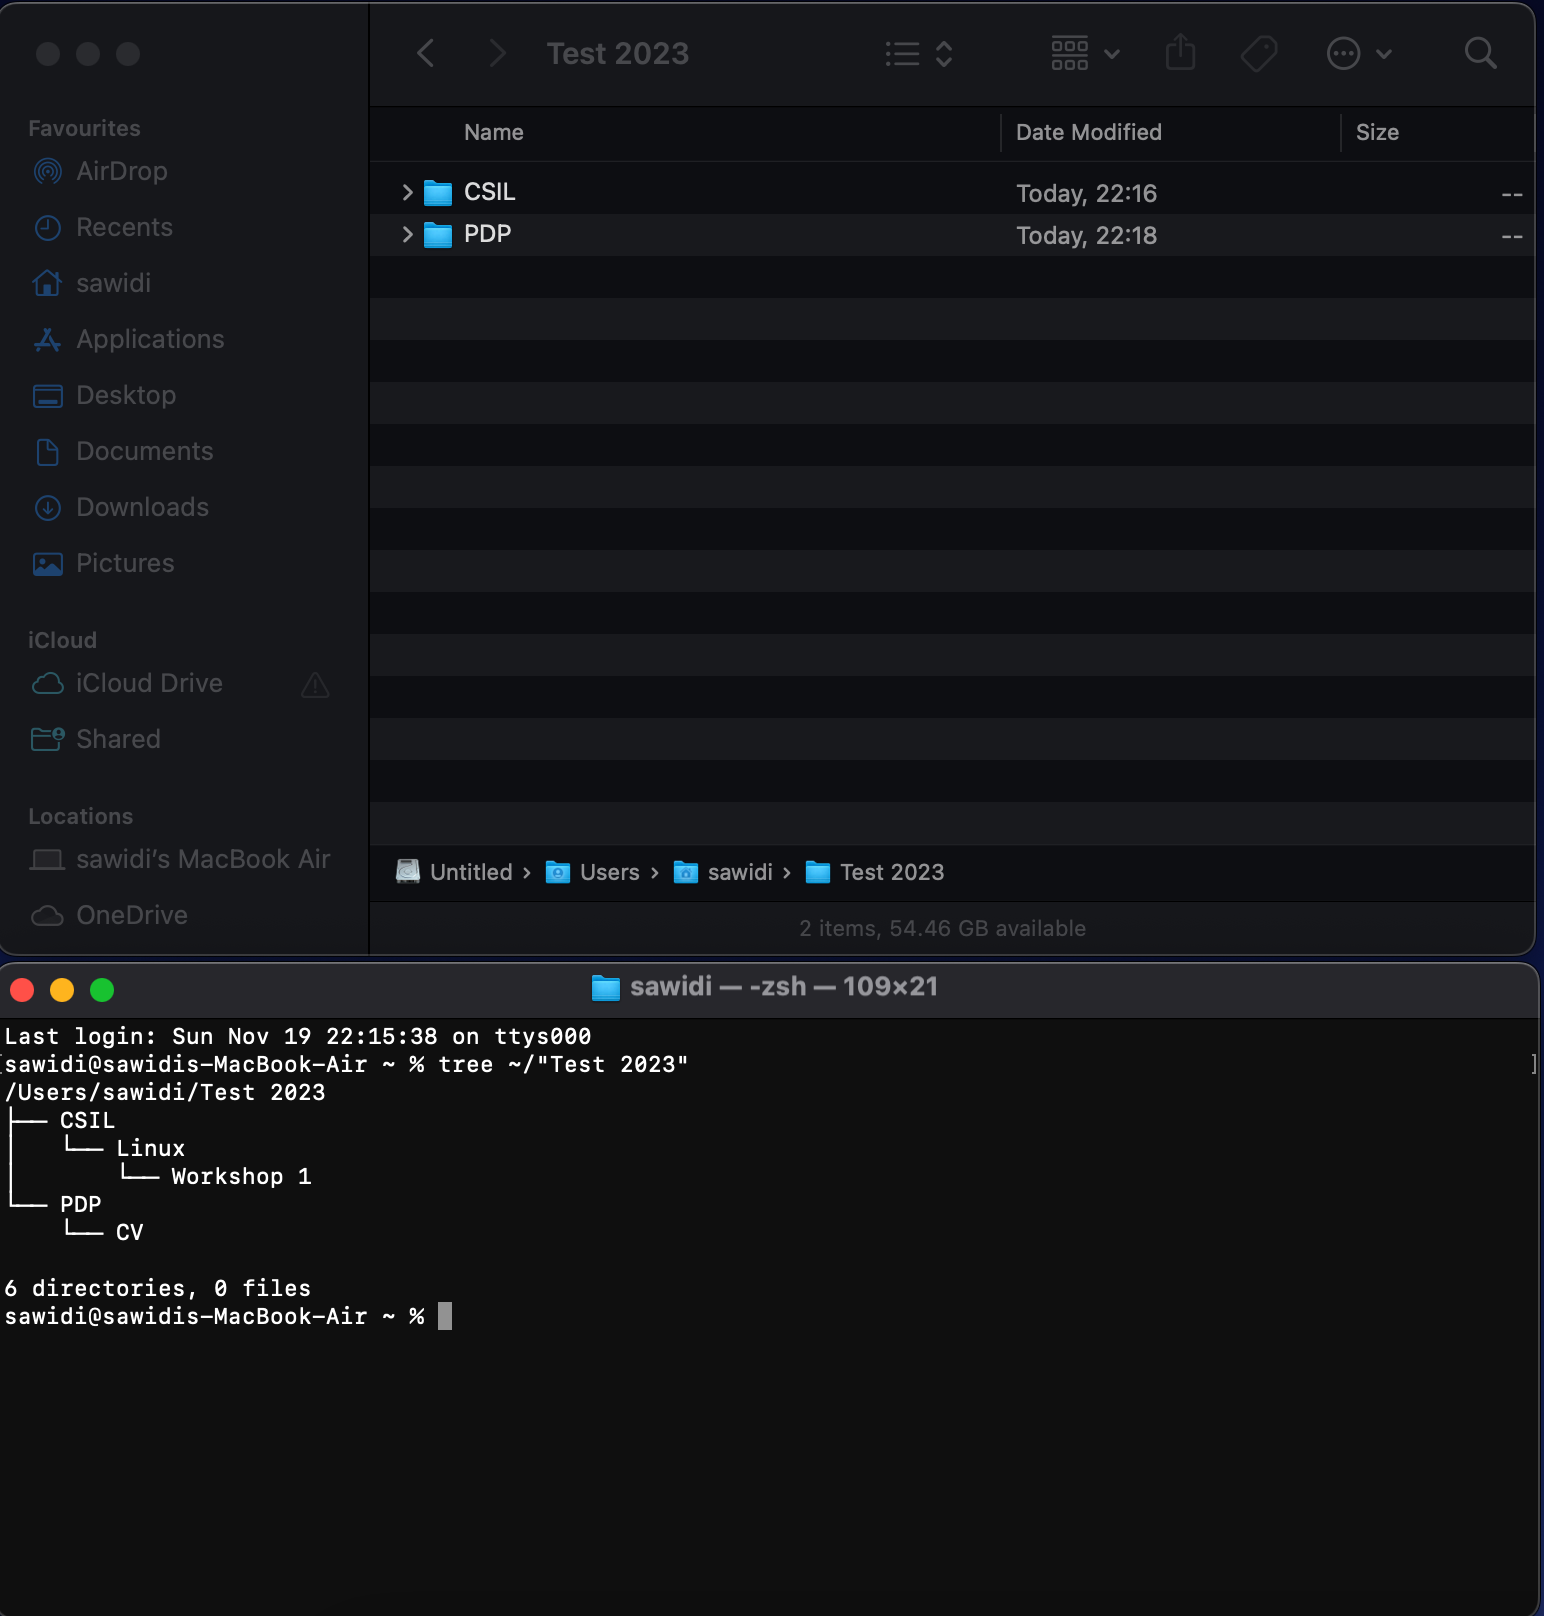 Test 2023
Favourites
AirDrop
Recents
sawidi
Applications
Desktop
Documents
Downloads
Pictures
iCloud
iCloud Drive
Shared
Locations
sawidi's MacBook Air
OneDrive
Name Date Modified Size
CSIL Today, 22:16 --
PDP Today, 22:18 --
Untitled › Users › sawidi › Test 2023
2 items, 54.46 GB available
sawidi — -zsh — 109×21
Last login: Sun Nov 19 22:15:38 on ttys000
[sawidi@sawidis-MacBook-Air ~ % tree ~/"Test 2023" ]
/Users/sawidi/Test 2023
├── CSIL
│   └── Linux
│       └── Workshop 1
└── PDP
    └── CV
6 directories, 0 files
sawidi@sawidis-MacBook-Air ~ %